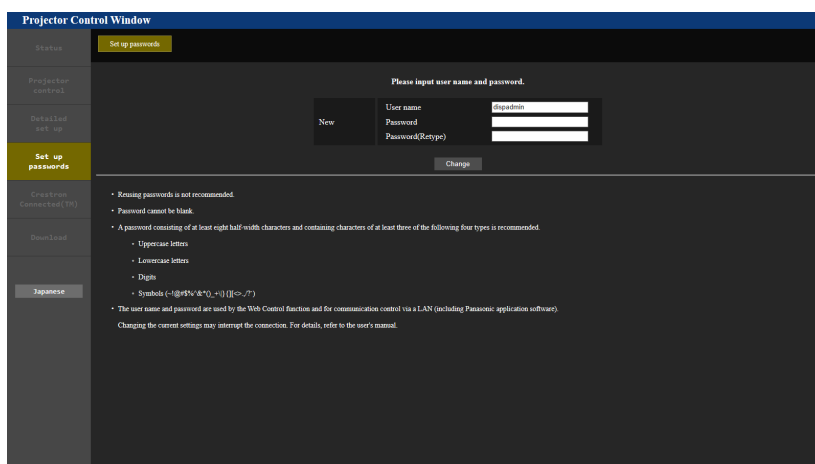 Projector Control Window
Status
Projector
control
Detailed
set up
Set up
passwords
Crestron
Connected(TM)
Download
Japanese
Set up passwords
Please input user name and password.
New
User name
dispadmin
Password
Password(Retype)
Change
• Reusing passwords is not recommended.
• Password cannot be blank.
• A password consisting of at least eight half-width characters and containing characters of at least three of the following four types is recommended.
• Uppercase letters
• Lowercase letters
• Digits
• Symbols (~!@#$%^&*()_+\|} {][<>.,/?`)
• The user name and password are used by the Web Control function and for communication control via a LAN (including Panasonic application software).
Changing the current settings may interrupt the connection. For details, refer to the user's manual.